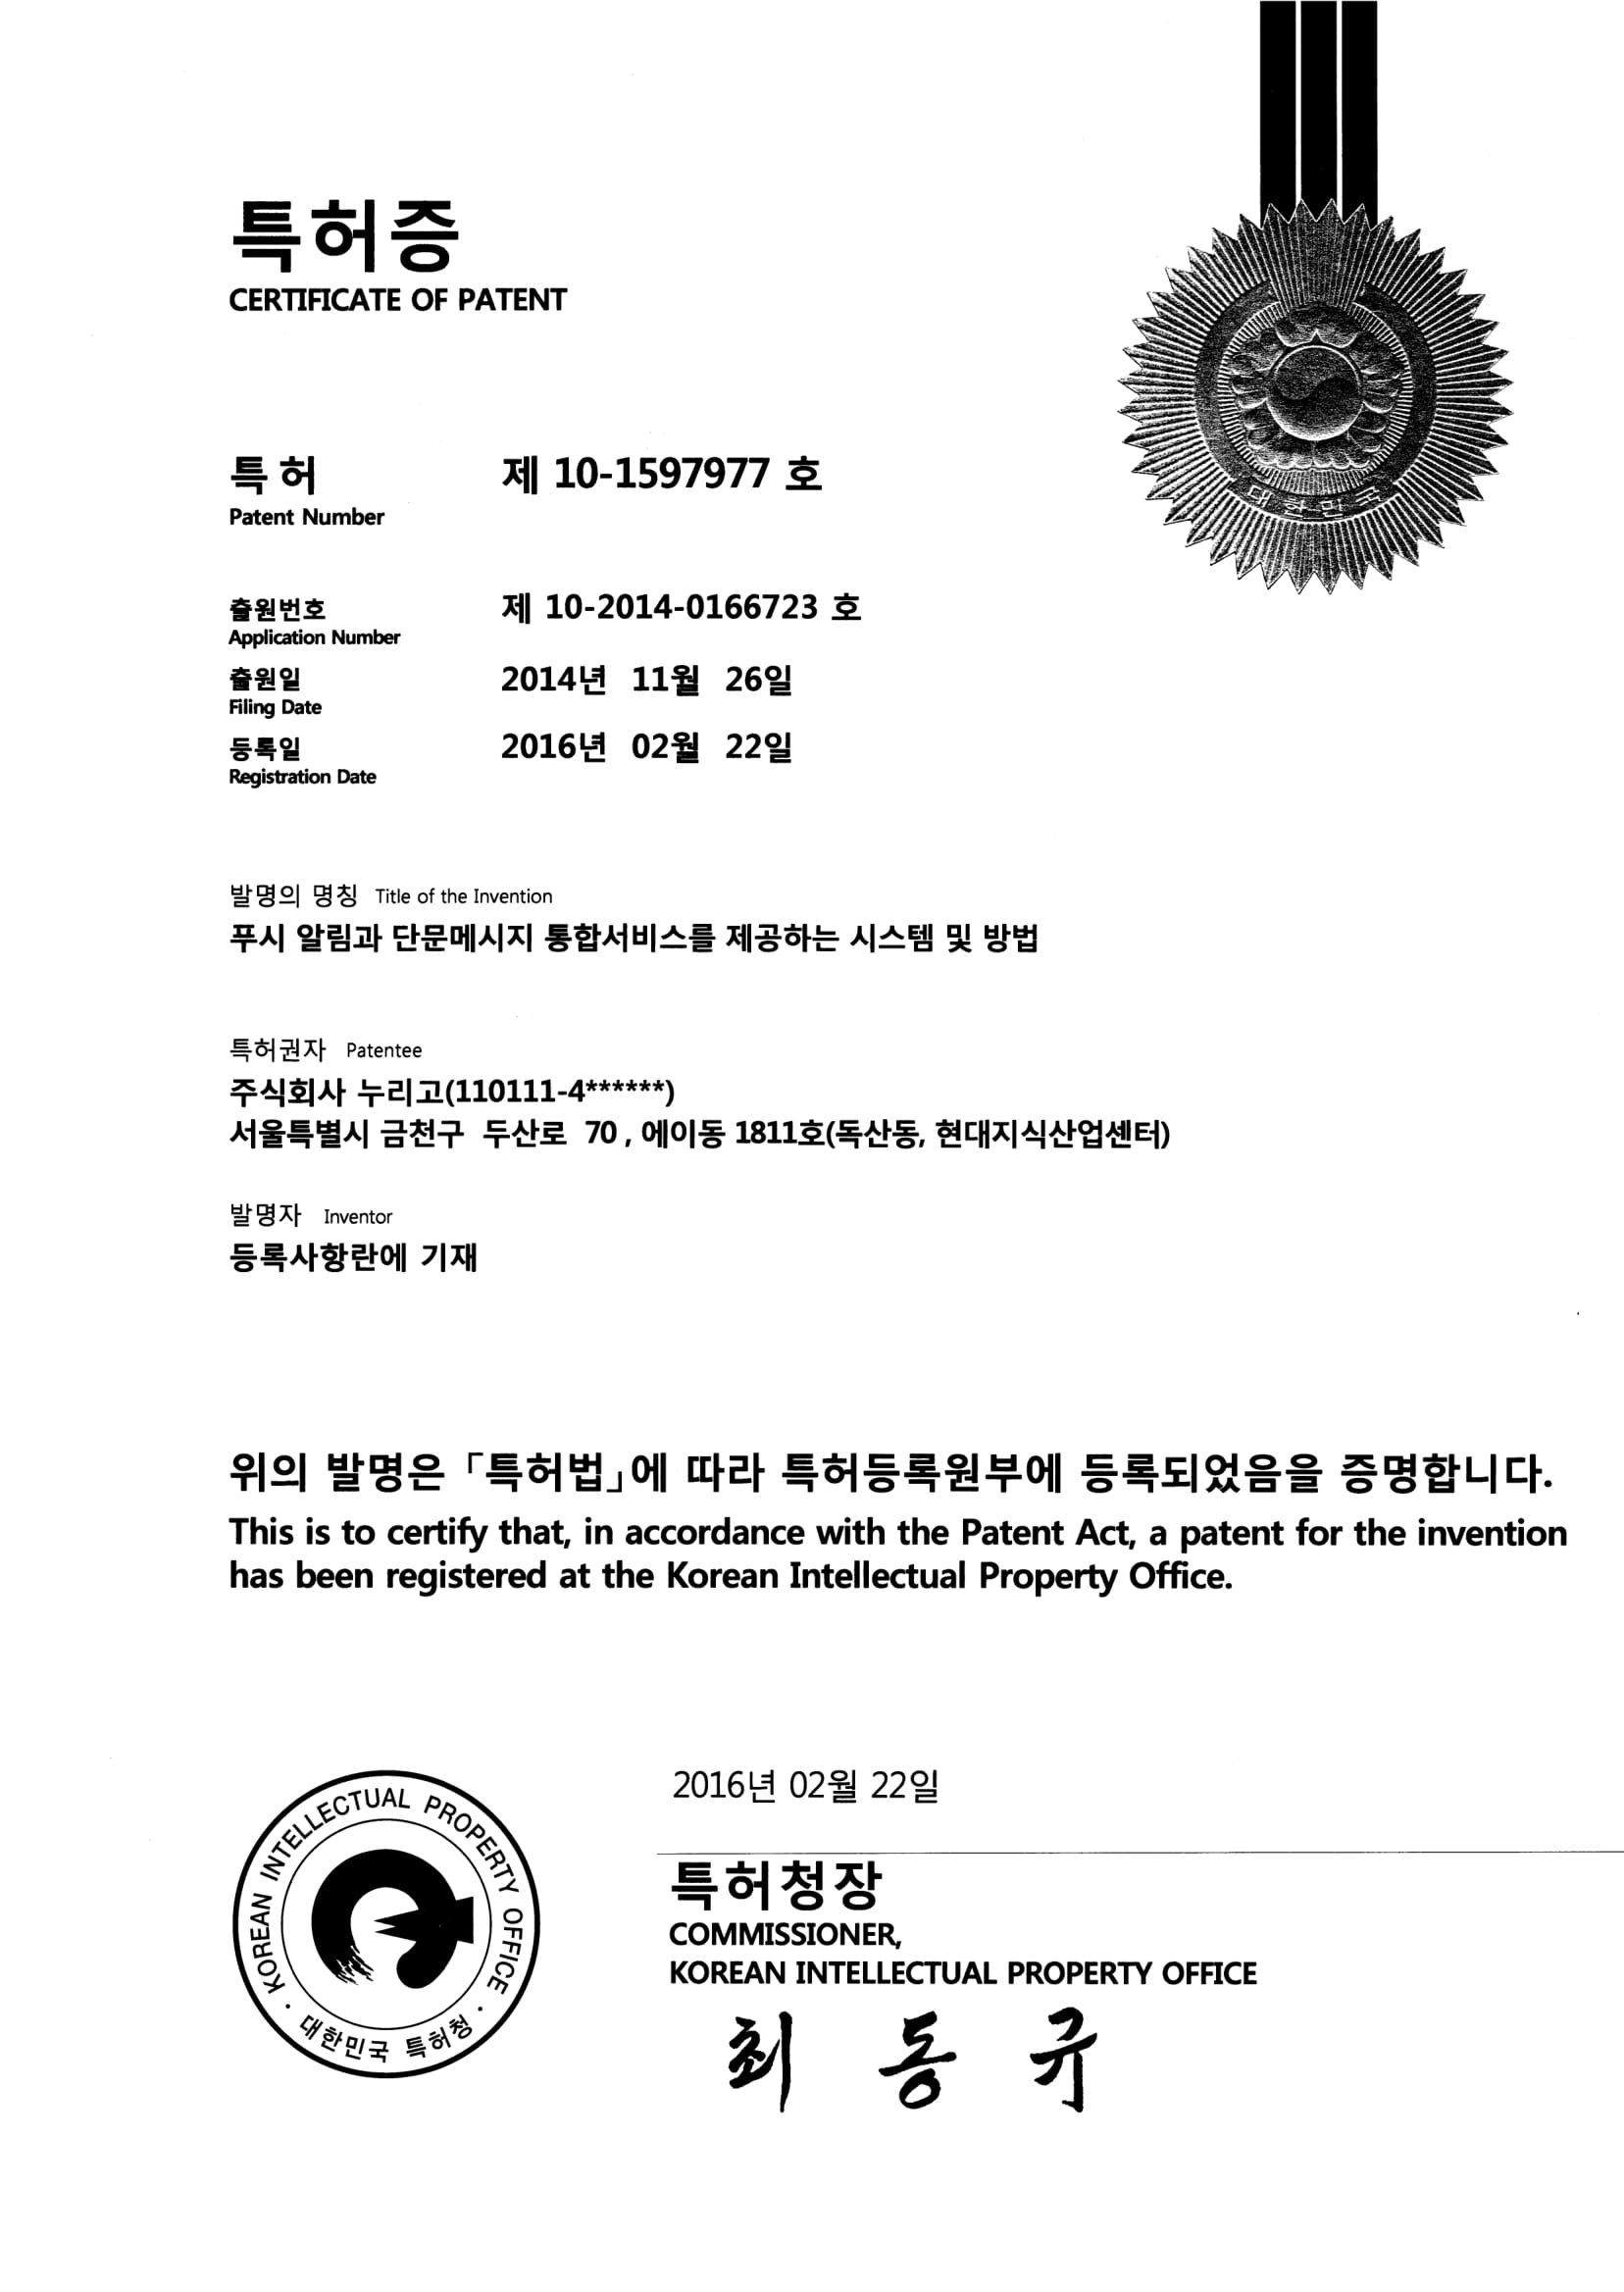 특허증
CERTIFICATE OF PATENT
대한민국
특 허 제 10-1597977 호
Patent Number
출원번호 제 10-2014-0166723 호
Application Number
출원일 2014년 11월 26일
Filing Date
등록일 2016년 02월 22일
Registration Date
발명의 명칭 Title of the Invention
푸시 알림과 단문메시지 통합서비스를 제공하는 시스템 및 방법
특허권자 Patentee
주식회사 누리고(110111-4******)
서울특별시 금천구 두산로 70 , 에이동 1811호(독산동, 현대지식산업센터)
발명자 Inventor
등록사항란에 기재
위의 발명은 「특허법」에 따라 특허등록원부에 등록되었음을 증명합니다.
This is to certify that, in accordance with the Patent Act, a patent for the invention
has been registered at the Korean Intellectual Property Office.
2016년 02월 22일
특허청장
COMMISSIONER,
KOREAN INTELLECTUAL PROPERTY OFFICE
최 동 규
· KOREAN INTELLECTUAL PROPERTY OFFICE ·
대한민국 특허청